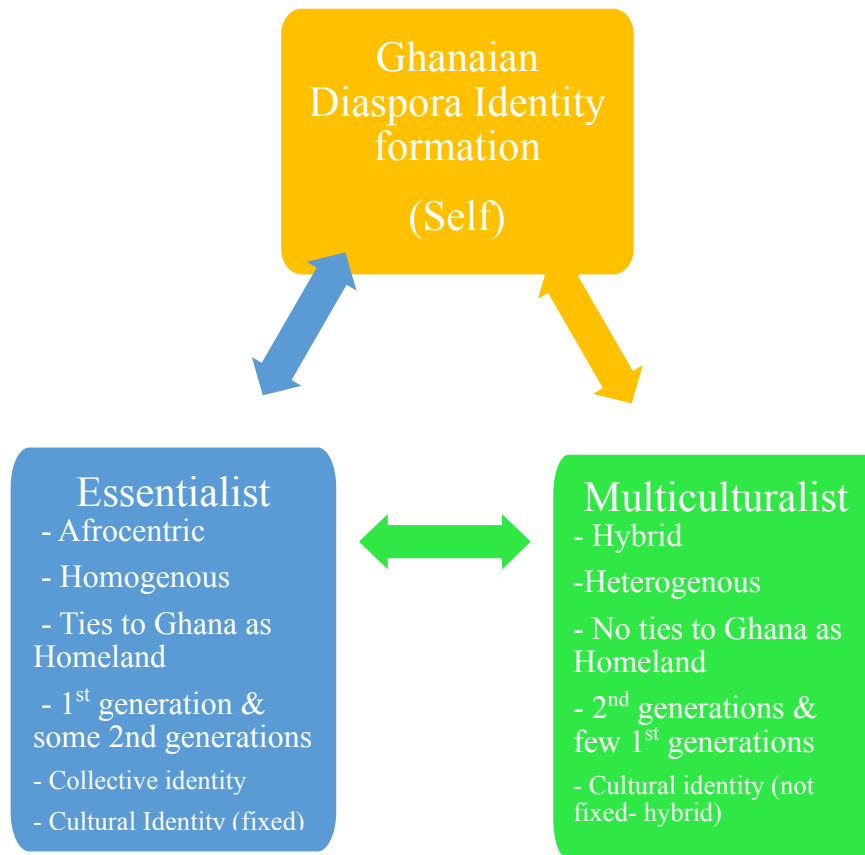 Ghanaian
Diaspora Identity
formation
(Self)
Essentialist
- Afrocentric
- Homogenous
- Ties to Ghana as
Homeland
- 1st generation &
some 2nd generations
- Collective identity
- Cultural Identity (fixed)
Multiculturalist
- Hybrid
-Heterogenous
- No ties to Ghana as
Homeland
- 2nd generations &
few 1st generations
- Cultural identity (not
fixed- hybrid)